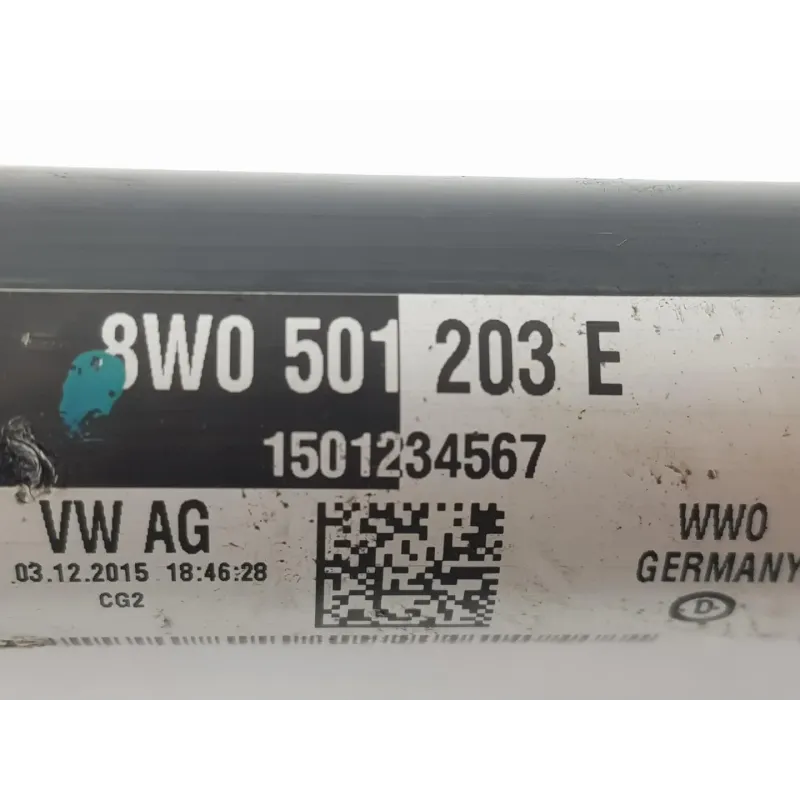 8W0 501 203 E
1501234567
VW AG
03.12.2015 18:46:28
CG2
WWO
GERMANY
D